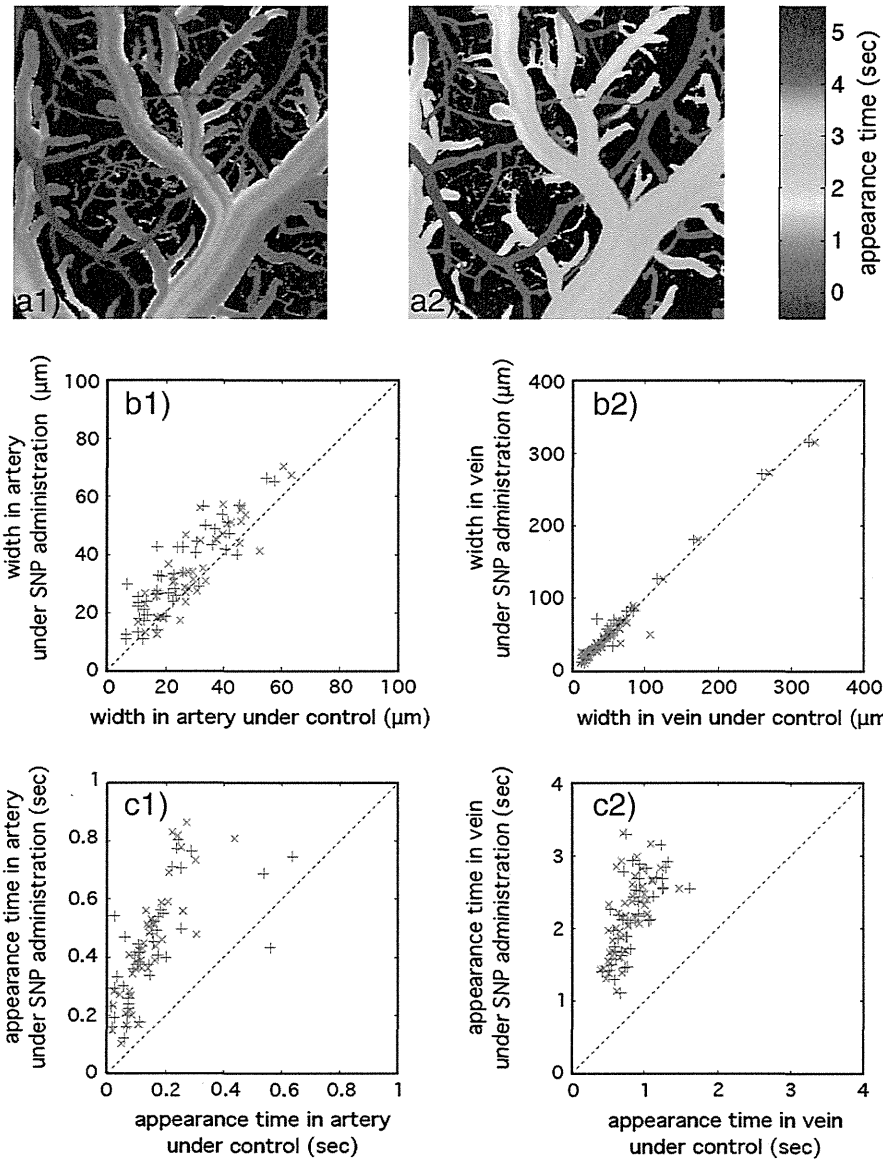 a1)
a2)
5
4
3
2
1
0
appearance time (sec)
b1)
100
80
60
40
20
0
0 20 40 60 80 100
width in artery
under SNP administration (µm)
width in artery under control (µm)
b2)
400
300
200
100
0
0 100 200 300 400
width in vein
under SNP administration (µm)
width in vein under control (µm
c1)
1
0.8
0.6
0.4
0.2
0
0 0.2 0.4 0.6 0.8 1
appearance time in artery
under SNP administration (sec)
appearance time in artery
under control (sec)
c2)
4
3
2
1
0
0 1 2 3 4
appearance time in vein
under SNP administration (sec)
appearance time in vein
under control (sec)